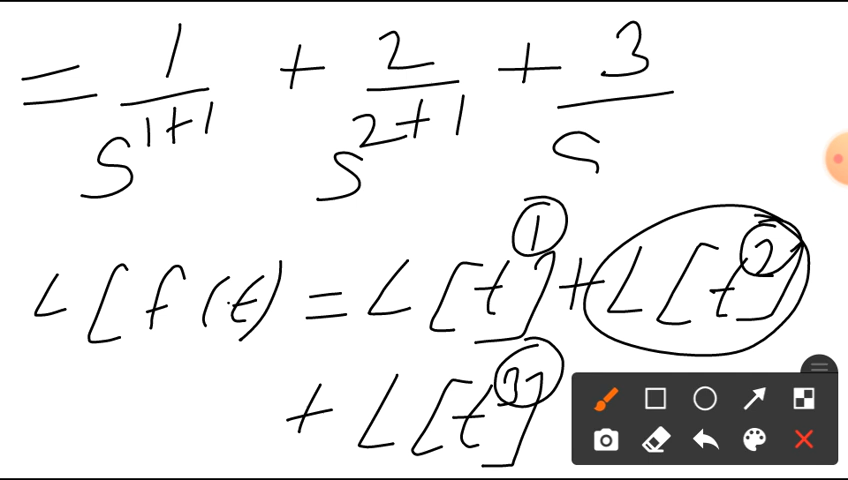 = 1/s^(1+1) + 2/s^(2+1) + 3/s
L[f(t) = L[t^1] + L[t^2]
+ L[t^3]